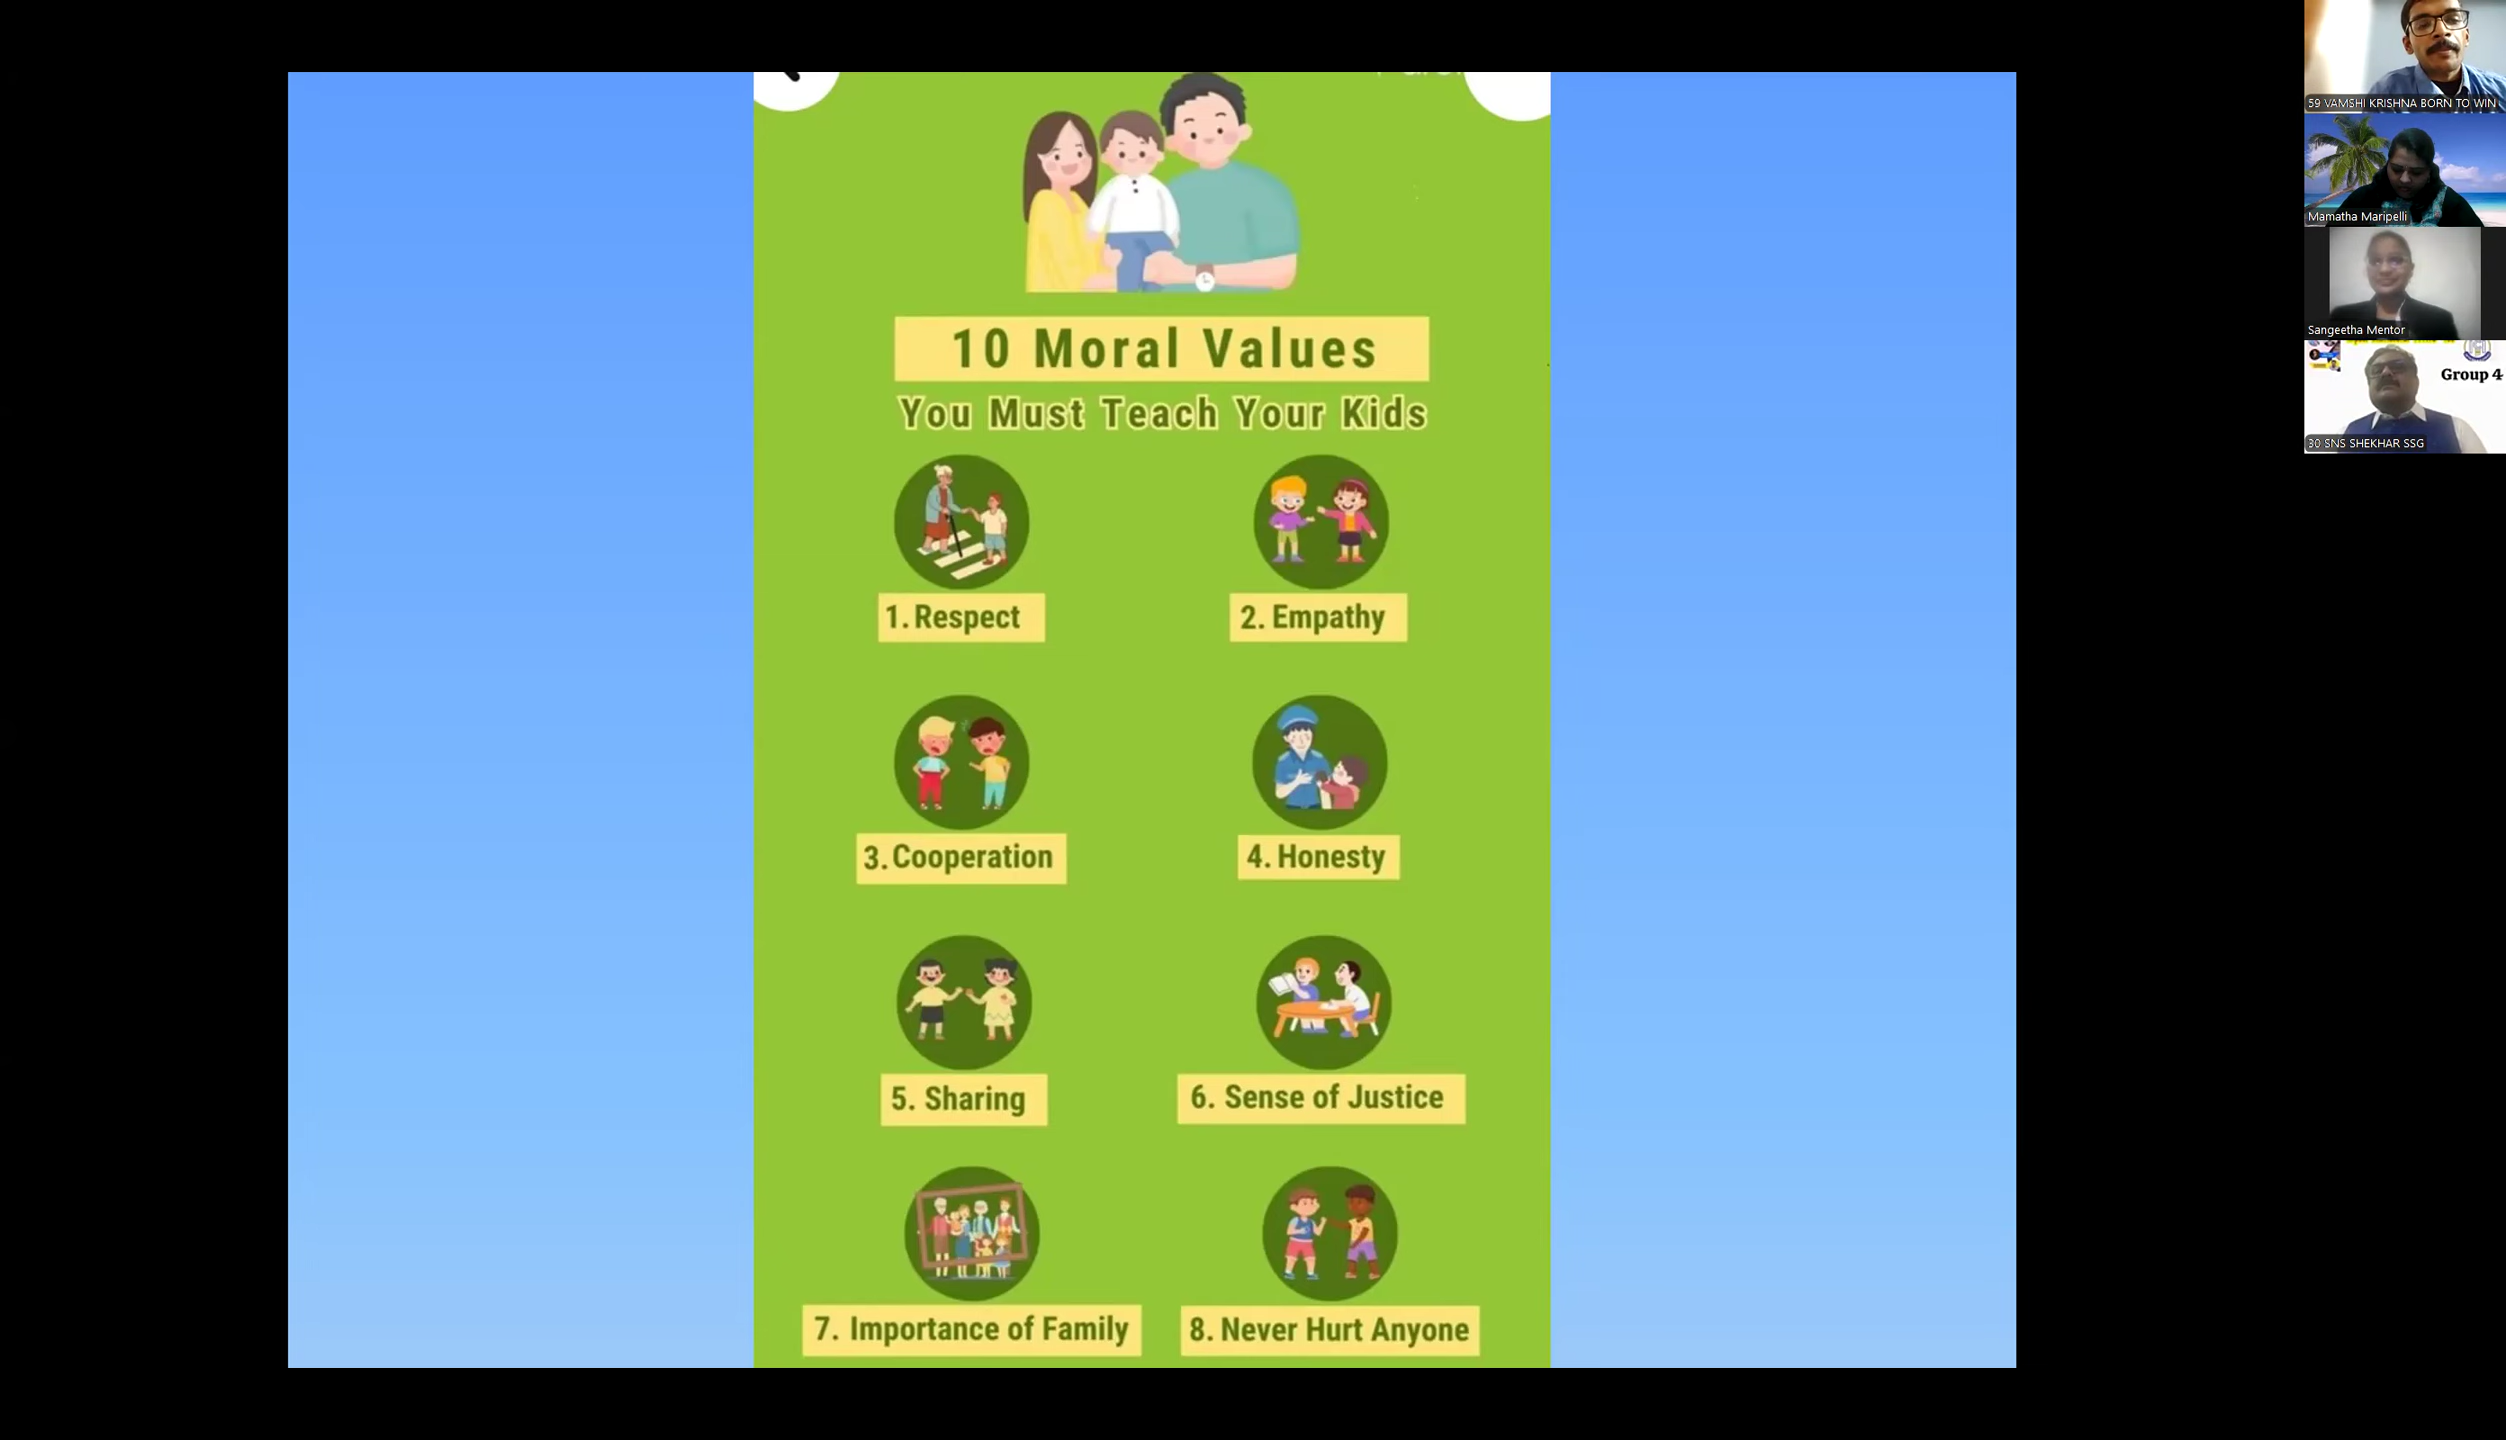 10 Moral Values
You Must Teach Your Kids
1. Respect
2. Empathy
3. Cooperation
4. Honesty
5. Sharing
6. Sense of Justice
7. Importance of Family
8. Never Hurt Anyone
59 VAMSHI KRISHNA BORN TO WIN
Mamatha Maripelli
Sangeetha Mentor
Group 4
30 SNS SHEKHAR SSG